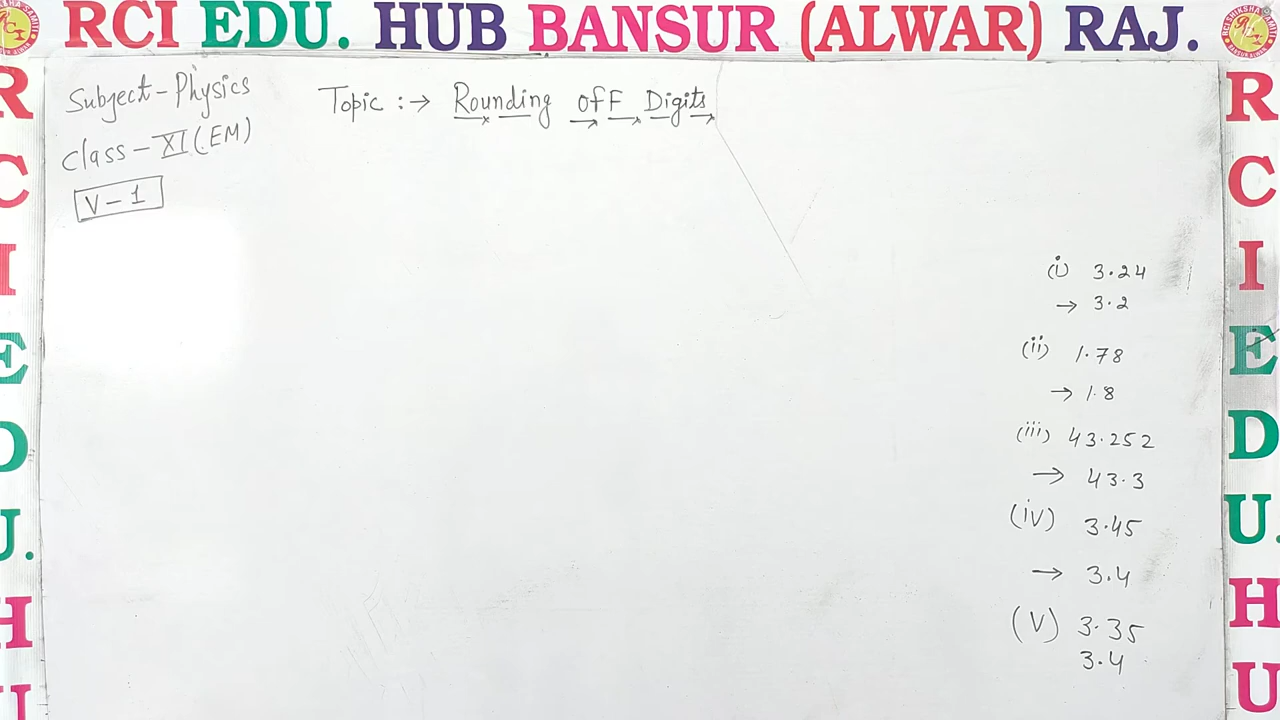 RCI EDU. HUB BANSUR (ALWAR) RAJ.
Subject - Physics
Class - XI (EM)
V - 1
Topic :→ Rounding off Digits
(i) 3.24
→ 3.2
(ii) 1.78
→ 1.8
(iii) 43.252
→ 43.3
(iv) 3.45
→ 3.4
(V) 3.35
3.4
R
C
I
E
D
U.
H
U
R
C
I
E
D
U.
H
U